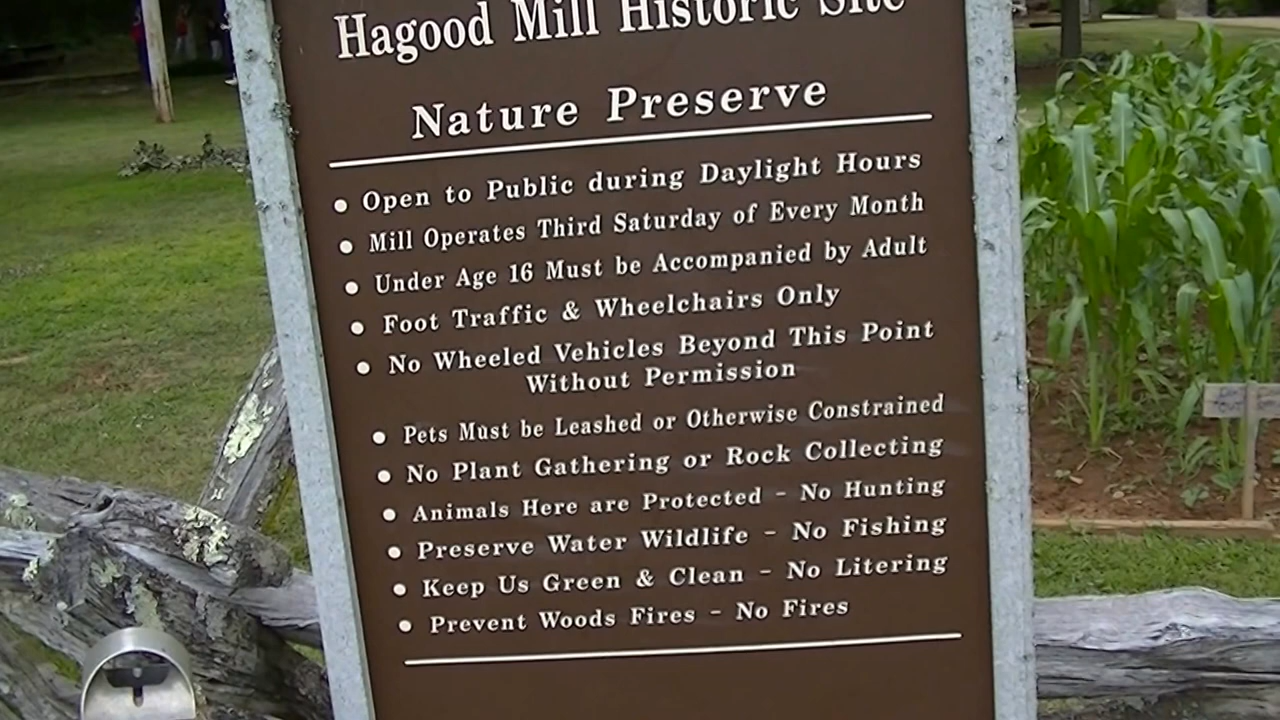 Hagood Mill Historic Site
Nature Preserve
• Open to Public during Daylight Hours
• Mill Operates Third Saturday of Every Month
• Under Age 16 Must be Accompanied by Adult
• Foot Traffic & Wheelchairs Only
• No Wheeled Vehicles Beyond This Point
Without Permission
• Pets Must be Leashed or Otherwise Constrained
• No Plant Gathering or Rock Collecting
• Animals Here are Protected - No Hunting
• Preserve Water Wildlife - No Fishing
• Keep Us Green & Clean - No Litering
• Prevent Woods Fires - No Fires